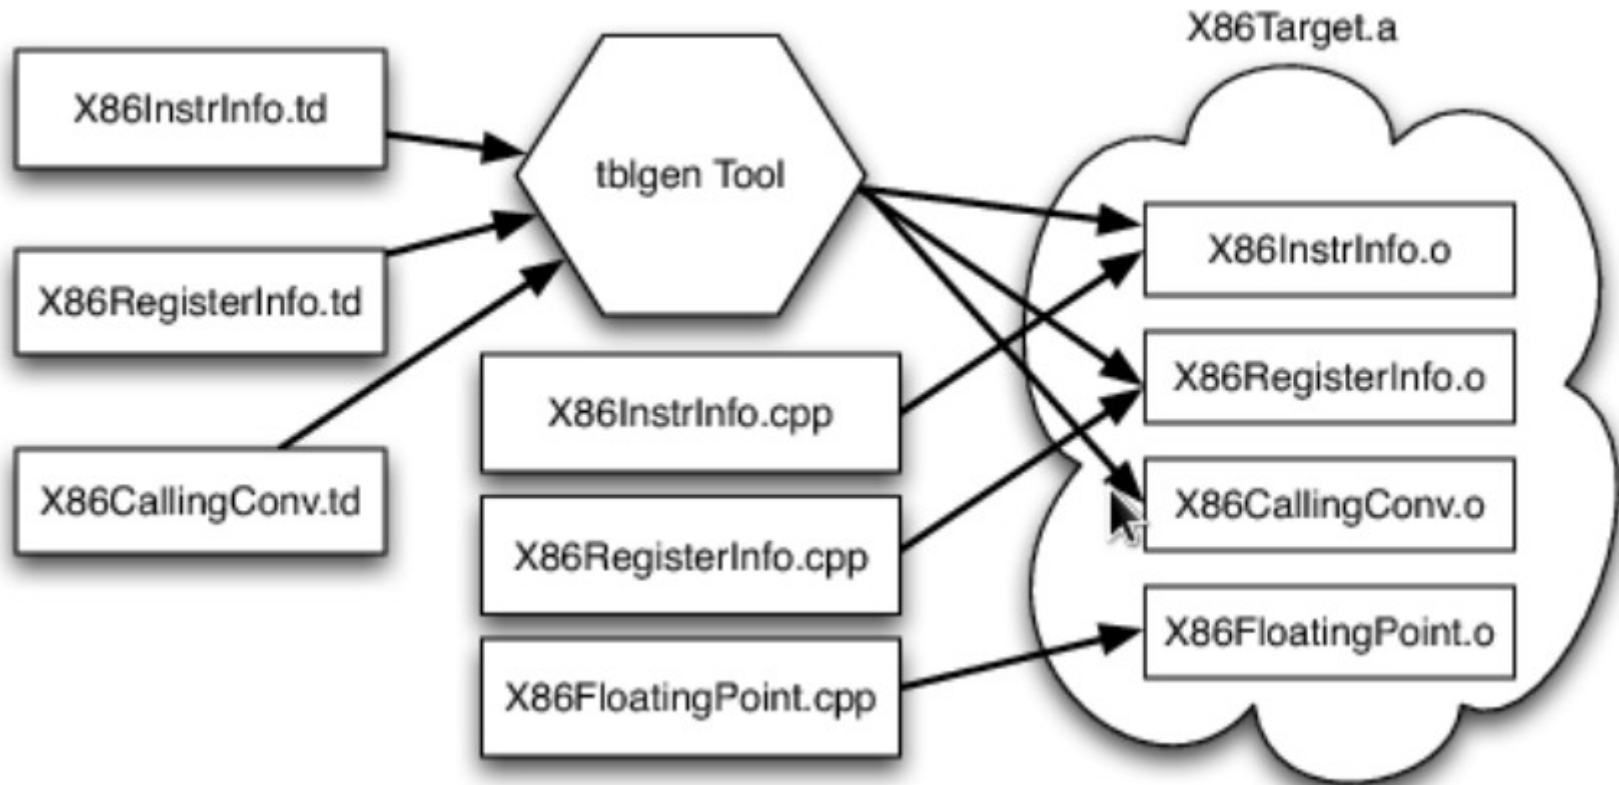 X86Target.a
X86InstrInfo.td
X86RegisterInfo.td
X86CallingConv.td
tblgen Tool
X86InstrInfo.cpp
X86RegisterInfo.cpp
X86FloatingPoint.cpp
X86InstrInfo.o
X86RegisterInfo.o
X86CallingConv.o
X86FloatingPoint.o